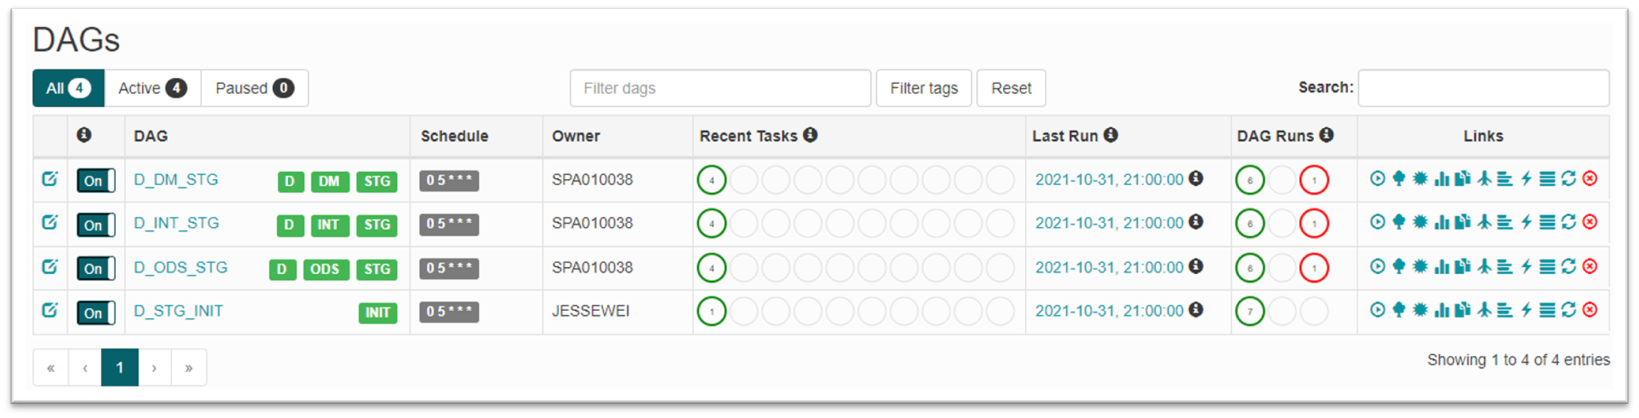 DAGs
All 4 Active 4 Paused 0 Filter dags Filter tags Reset Search:
DAG Schedule Owner Recent Tasks Last Run DAG Runs Links
On D_DM_STG D DM STG 0 5 * * * SPA010038 4 2021-10-31, 21:00:00 6 1
On D_INT_STG D INT STG 0 5 * * * SPA010038 4 2021-10-31, 21:00:00 6 1
On D_ODS_STG D ODS STG 0 5 * * * SPA010038 4 2021-10-31, 21:00:00 6 1
On D_STG_INIT INIT 0 5 * * * JESSEWEI 1 2021-10-31, 21:00:00 7
« ‹ 1 › » Showing 1 to 4 of 4 entries